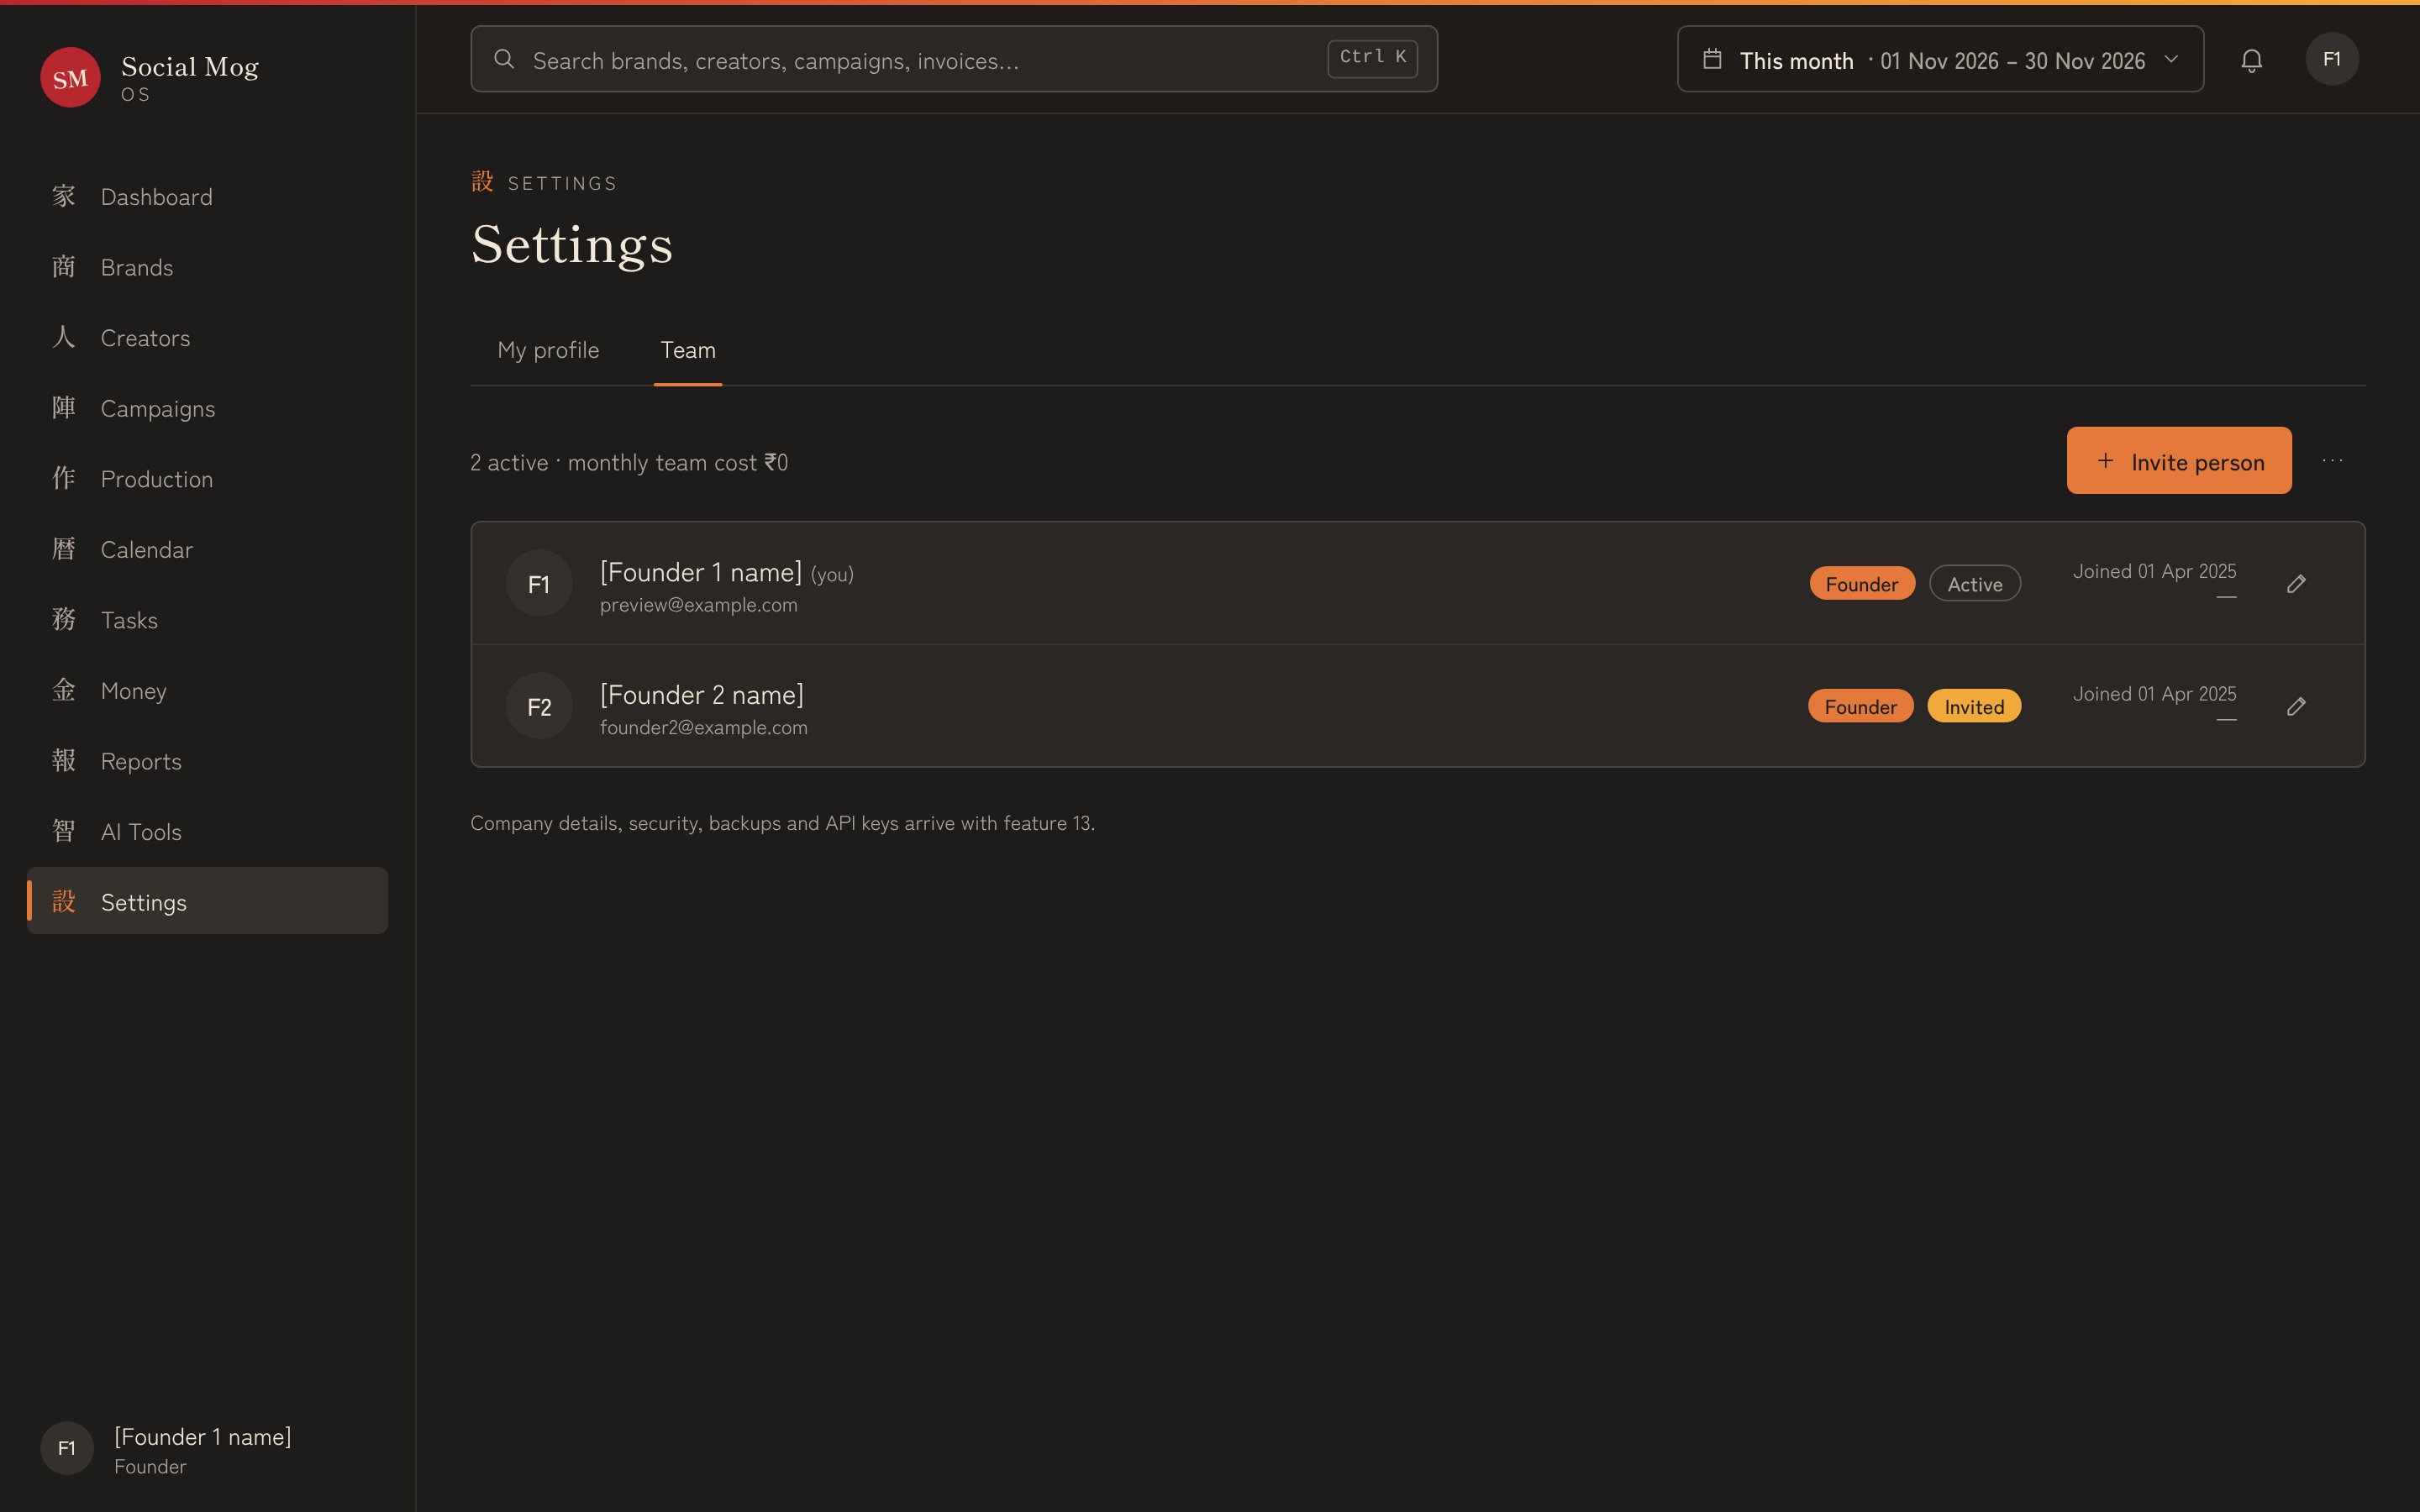 SM
Social Mog
OS
Search brands, creators, campaigns, invoices...
Ctrl K
This month · 01 Nov 2026 – 30 Nov 2026
F1
家 Dashboard
商 Brands
人 Creators
陣 Campaigns
作 Production
暦 Calendar
務 Tasks
金 Money
報 Reports
智 AI Tools
設 Settings
F1
[Founder 1 name]
Founder
設 SETTINGS
Settings
My profile
Team
2 active · monthly team cost ₹0
+ Invite person
...
F1
[Founder 1 name] (you)
preview@example.com
Founder
Active
Joined 01 Apr 2025
—
F2
[Founder 2 name]
founder2@example.com
Founder
Invited
Joined 01 Apr 2025
—
Company details, security, backups and API keys arrive with feature 13.